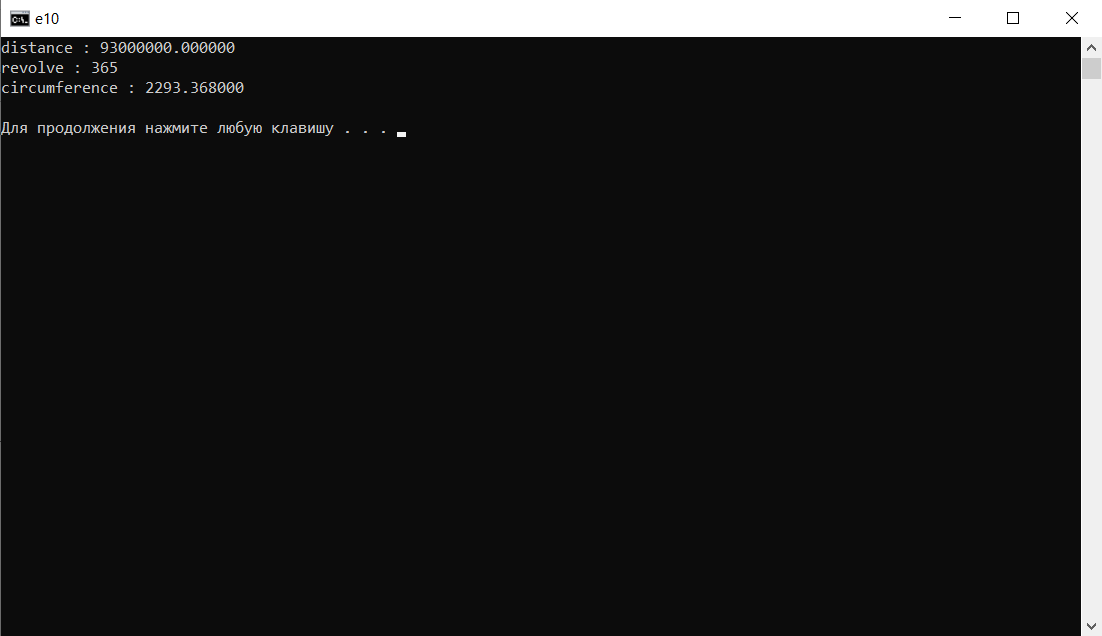 e10
distance : 93000000.000000
revolve : 365
circumference : 2293.368000
Для продолжения нажмите любую клавишу . . .